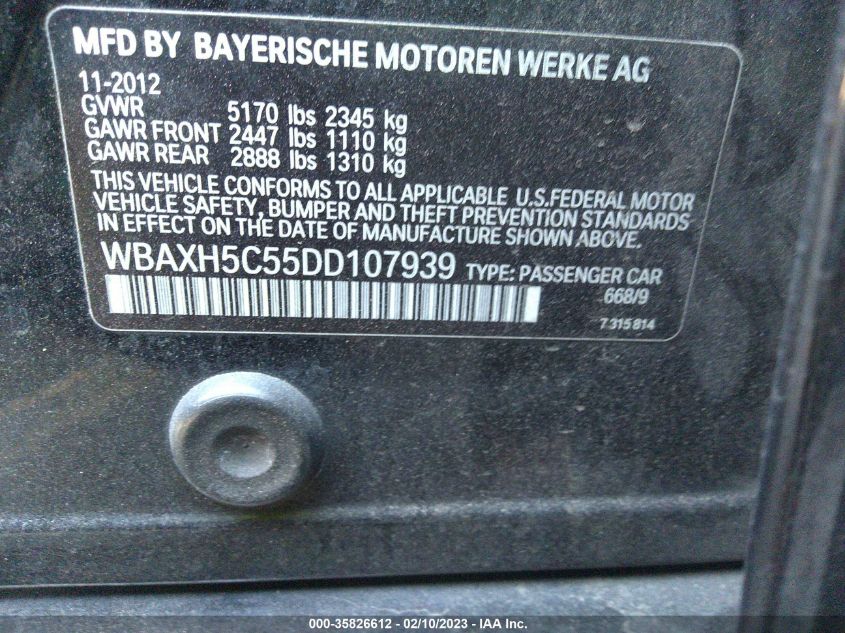 MFD BY BAYERISCHE MOTOREN WERKE AG
11-2012
GVWR 5170 lbs 2345 kg
GAWR FRONT 2447 lbs 1110 kg
GAWR REAR 2888 lbs 1310 kg
THIS VEHICLE CONFORMS TO ALL APPLICABLE U.S.FEDERAL MOTOR
VEHICLE SAFETY, BUMPER AND THEFT PREVENTION STANDARDS
IN EFFECT ON THE DATE OF MANUFACTURE SHOWN ABOVE.
WBAXH5C55DD107939 TYPE: PASSENGER CAR
668/9
7 315 814
000-35826612 - 02/10/2023 - IAA Inc.